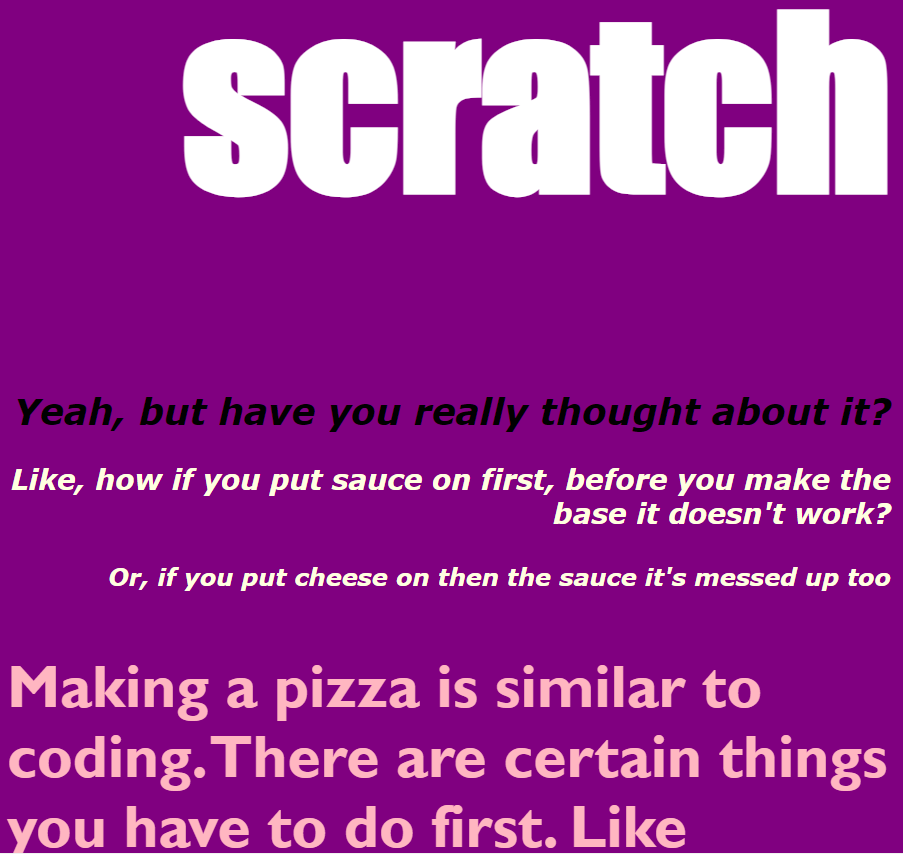 scratch
Yeah, but have you really thought about it?
Like, how if you put sauce on first, before you make the
base it doesn't work?
Or, if you put cheese on then the sauce it's messed up too
Making a pizza is similar to
coding. There are certain things
you have to do first. Like